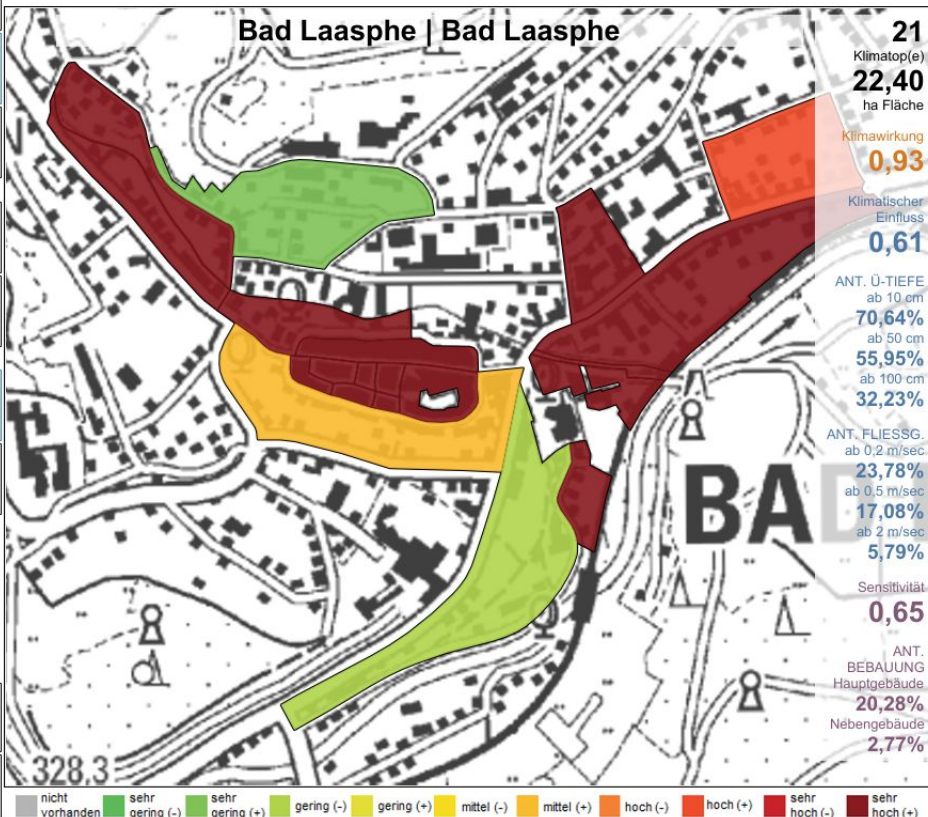 Bad Laasphe | Bad Laasphe
21
Klimatop(e)
22,40
ha Fläche
Klimawirkung
0,93
Klimatischer
Einfluss
0,61
ANT. Ü-TIEFE
ab 10 cm
70,64%
ab 50 cm
55,95%
ab 100 cm
32,23%
ANT. FLIESSG.
ab 0,2 m/sec
23,78%
ab 0,5 m/sec
17,08%
ab 2 m/sec
5,79%
Sensitivität
0,65
ANT.
BEBAUUNG
Hauptgebäude
20,28%
Nebengebäude
2,77%
BAD
328,3
nicht vorhanden
sehr gering (-)
sehr gering (+)
gering (-)
gering (+)
mittel (-)
mittel (+)
hoch (-)
hoch (+)
sehr hoch (-)
sehr hoch (+)